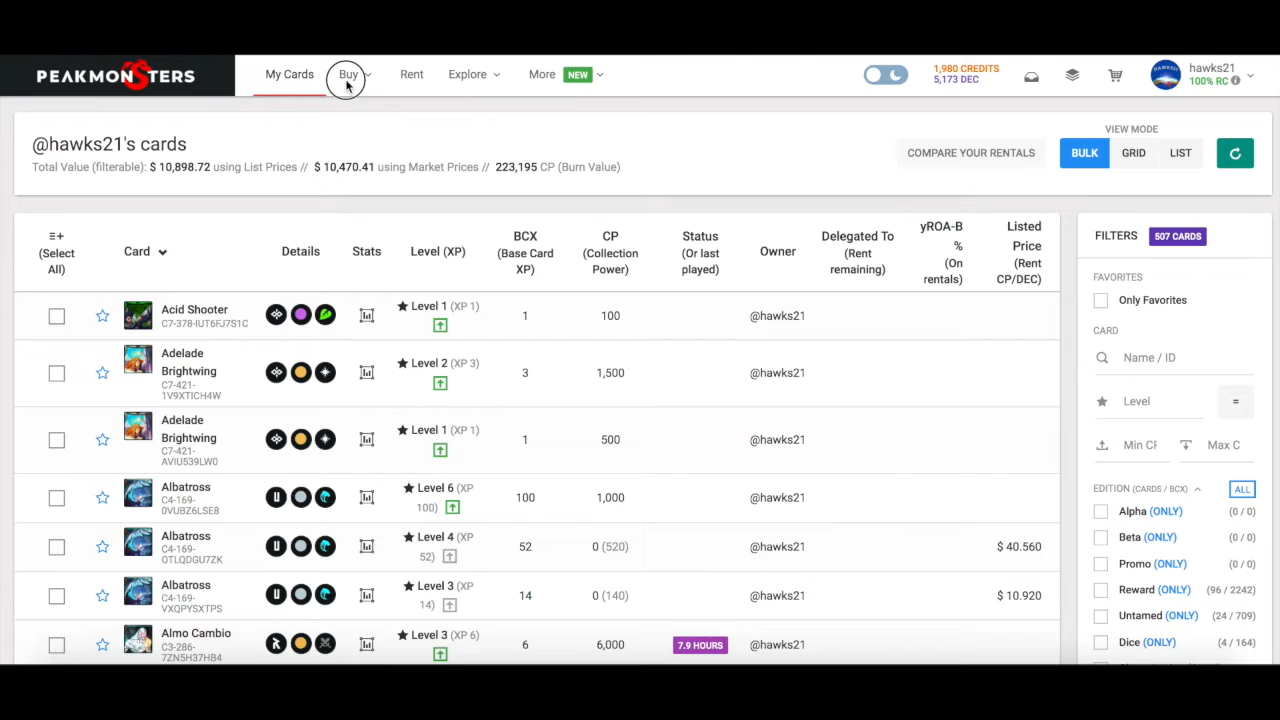 PEAKMONSTERS
My Cards
Buy
Rent
Explore
More NEW
1,980 CREDITS
5,173 DEC
hawks21
100% RC
@hawks21's cards
Total Value (filterable): $ 10,898.72 using List Prices // $ 10,470.41 using Market Prices // 223,195 CP (Burn Value)
COMPARE YOUR RENTALS
VIEW MODE
BULK GRID LIST
(Select All)
Card
Details
Stats
Level (XP)
BCX (Base Card XP)
CP (Collection Power)
Status (Or last played)
Owner
Delegated To (Rent remaining)
yROA-B % (On rentals)
Listed Price (Rent CP/DEC)
Acid Shooter
C7-378-IUT6FJ7S1C
Level 1 (XP 1)
1
100
@hawks21
Adelade Brightwing
C7-421-1V9XTICH4W
Level 2 (XP 3)
3
1,500
@hawks21
Adelade Brightwing
C7-421-AVIU539LW0
Level 1 (XP 1)
1
500
@hawks21
Albatross
C4-169-0VUBZ6LSE8
Level 6 (XP 100)
100
1,000
@hawks21
Albatross
C4-169-OTLQDGU7ZK
Level 4 (XP 52)
52
0 (520)
@hawks21
$ 40.560
Albatross
C4-169-VXQPYSXTPS
Level 3 (XP 14)
14
0 (140)
@hawks21
$ 10.920
Almo Cambio
C3-286-7ZN5H37HB4
Level 3 (XP 6)
6
6,000
7.9 HOURS
@hawks21
FILTERS 507 CARDS
FAVORITES
Only Favorites
CARD
Name / ID
Level =
Min CF Max C
EDITION (CARDS / BCX) ALL
Alpha (ONLY) (0 / 0)
Beta (ONLY) (0 / 0)
Promo (ONLY) (0 / 0)
Reward (ONLY) (96 / 2242)
Untamed (ONLY) (24 / 709)
Dice (ONLY) (4 / 164)